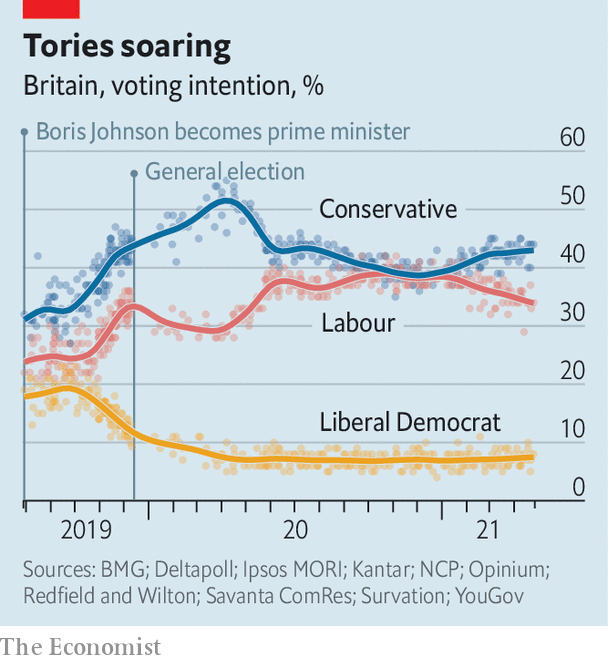 Tories soaring
Britain, voting intention, %
Boris Johnson becomes prime minister
60
General election
50
Conservative
40
30
Labour
20
Liberal Democrat
10
0
2019 20 21
Sources: BMG; Deltapoll; Ipsos MORI; Kantar; NCP; Opinium;
Redfield and Wilton; Savanta ComRes; Survation; YouGov
The Economist